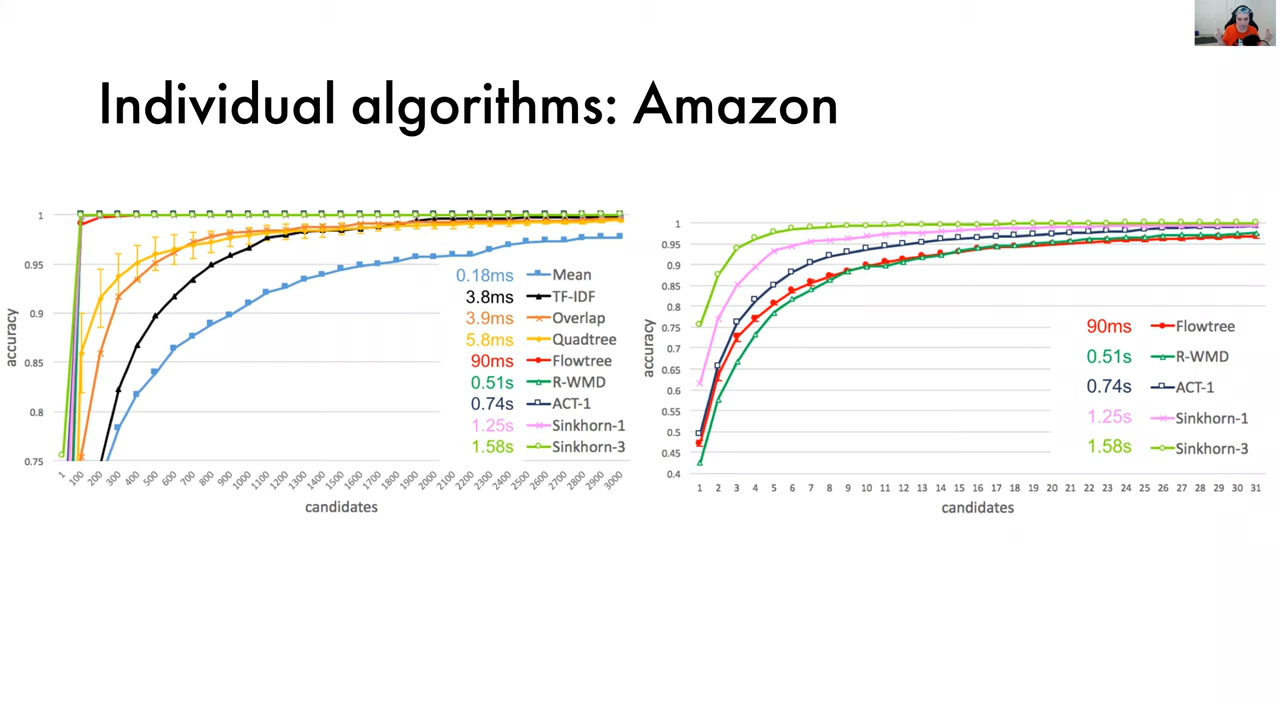 Individual algorithms: Amazon
1
0.95
0.9
0.85
0.8
0.75
accuracy
0.18ms Mean
3.8ms TF-IDF
3.9ms Overlap
5.8ms Quadtree
90ms Flowtree
0.51s R-WMD
0.74s ACT-1
1.25s Sinkhorn-1
1.58s Sinkhorn-3
1 100 200 300 400 500 600 700 800 900 1000 1100 1200 1300 1400 1500 1600 1700 1800 1900 2000 2100 2200 2300 2400 2500 2600 2700 2800 2900 3000
candidates
1
0.95
0.9
0.85
0.8
0.75
0.7
0.65
0.6
0.55
0.5
0.45
0.4
accuracy
90ms Flowtree
0.51s R-WMD
0.74s ACT-1
1.25s Sinkhorn-1
1.58s Sinkhorn-3
1 2 3 4 5 6 7 8 9 10 11 12 13 14 15 16 17 18 19 20 21 22 23 24 25 26 27 28 29 30 31
candidates